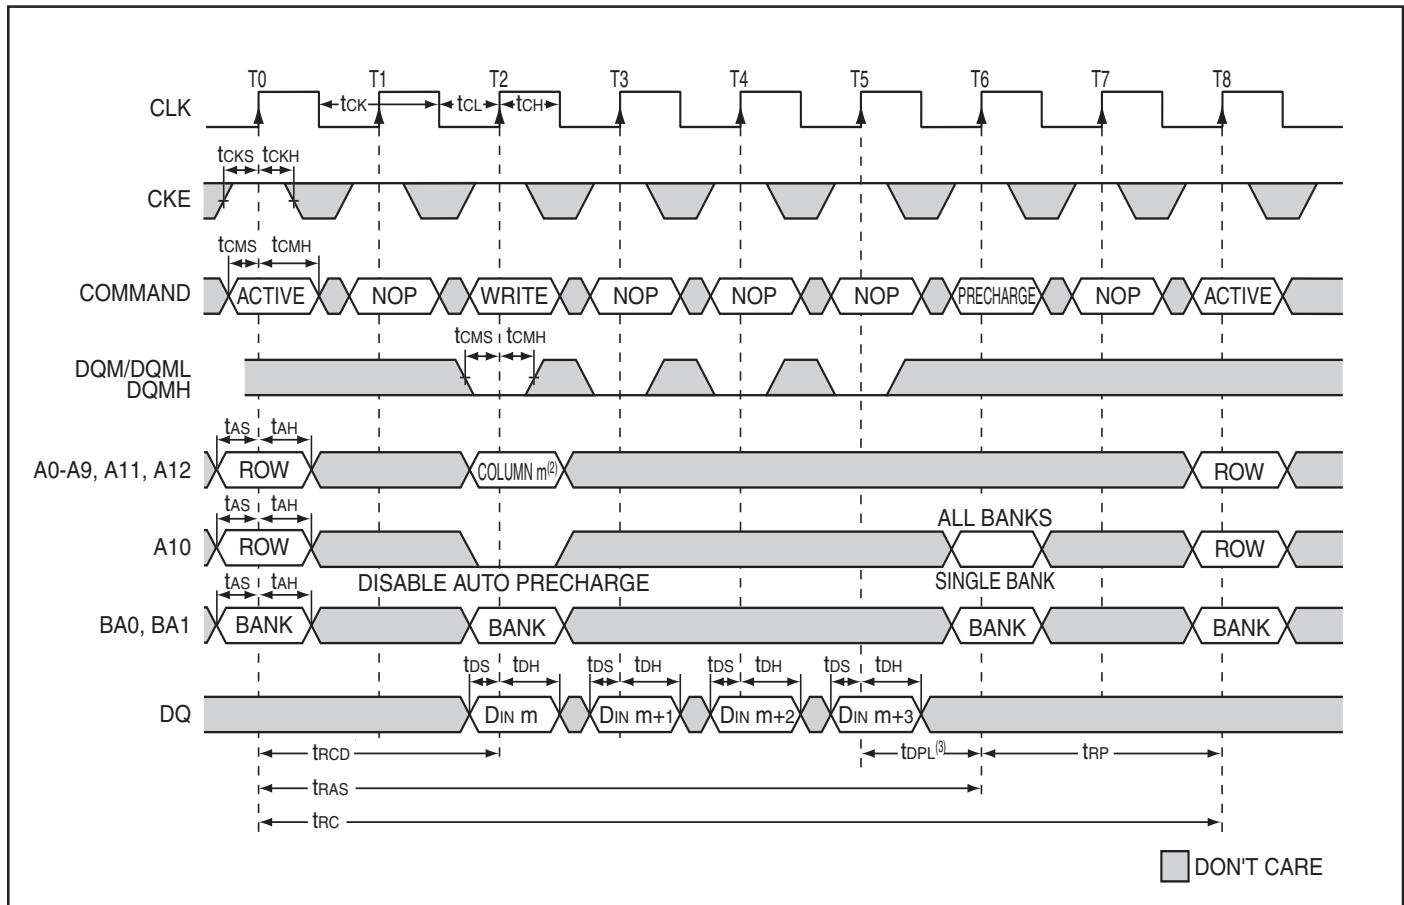 T0 T1 T2 T3 T4 T5 T6 T7 T8
CLK tCK tCL tCH
tCKS tCKH
CKE
tCMS tCMH
COMMAND ACTIVE NOP WRITE NOP NOP NOP PRECHARGE NOP ACTIVE
tCMS tCMH
DQM/DQML
DQMH
tAS tAH
A0-A9, A11, A12 ROW COLUMN m(2) ROW
tAS tAH ALL BANKS
A10 ROW ROW
DISABLE AUTO PRECHARGE SINGLE BANK
tAS tAH
BA0, BA1 BANK BANK BANK BANK
tDS tDH tDS tDH tDS tDH tDS tDH
DQ DIN m DIN m+1 DIN m+2 DIN m+3
tRCD tDPL(3) tRP
tRAS
tRC
DON'T CARE